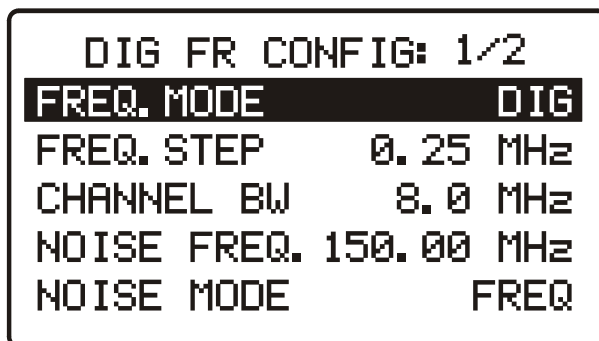 DIG FR CONFIG: 1/2
FREQ. MODE DIG
FREQ. STEP 0.25 MHz
CHANNEL BW 8.0 MHz
NOISE FREQ. 150.00 MHz
NOISE MODE FREQ